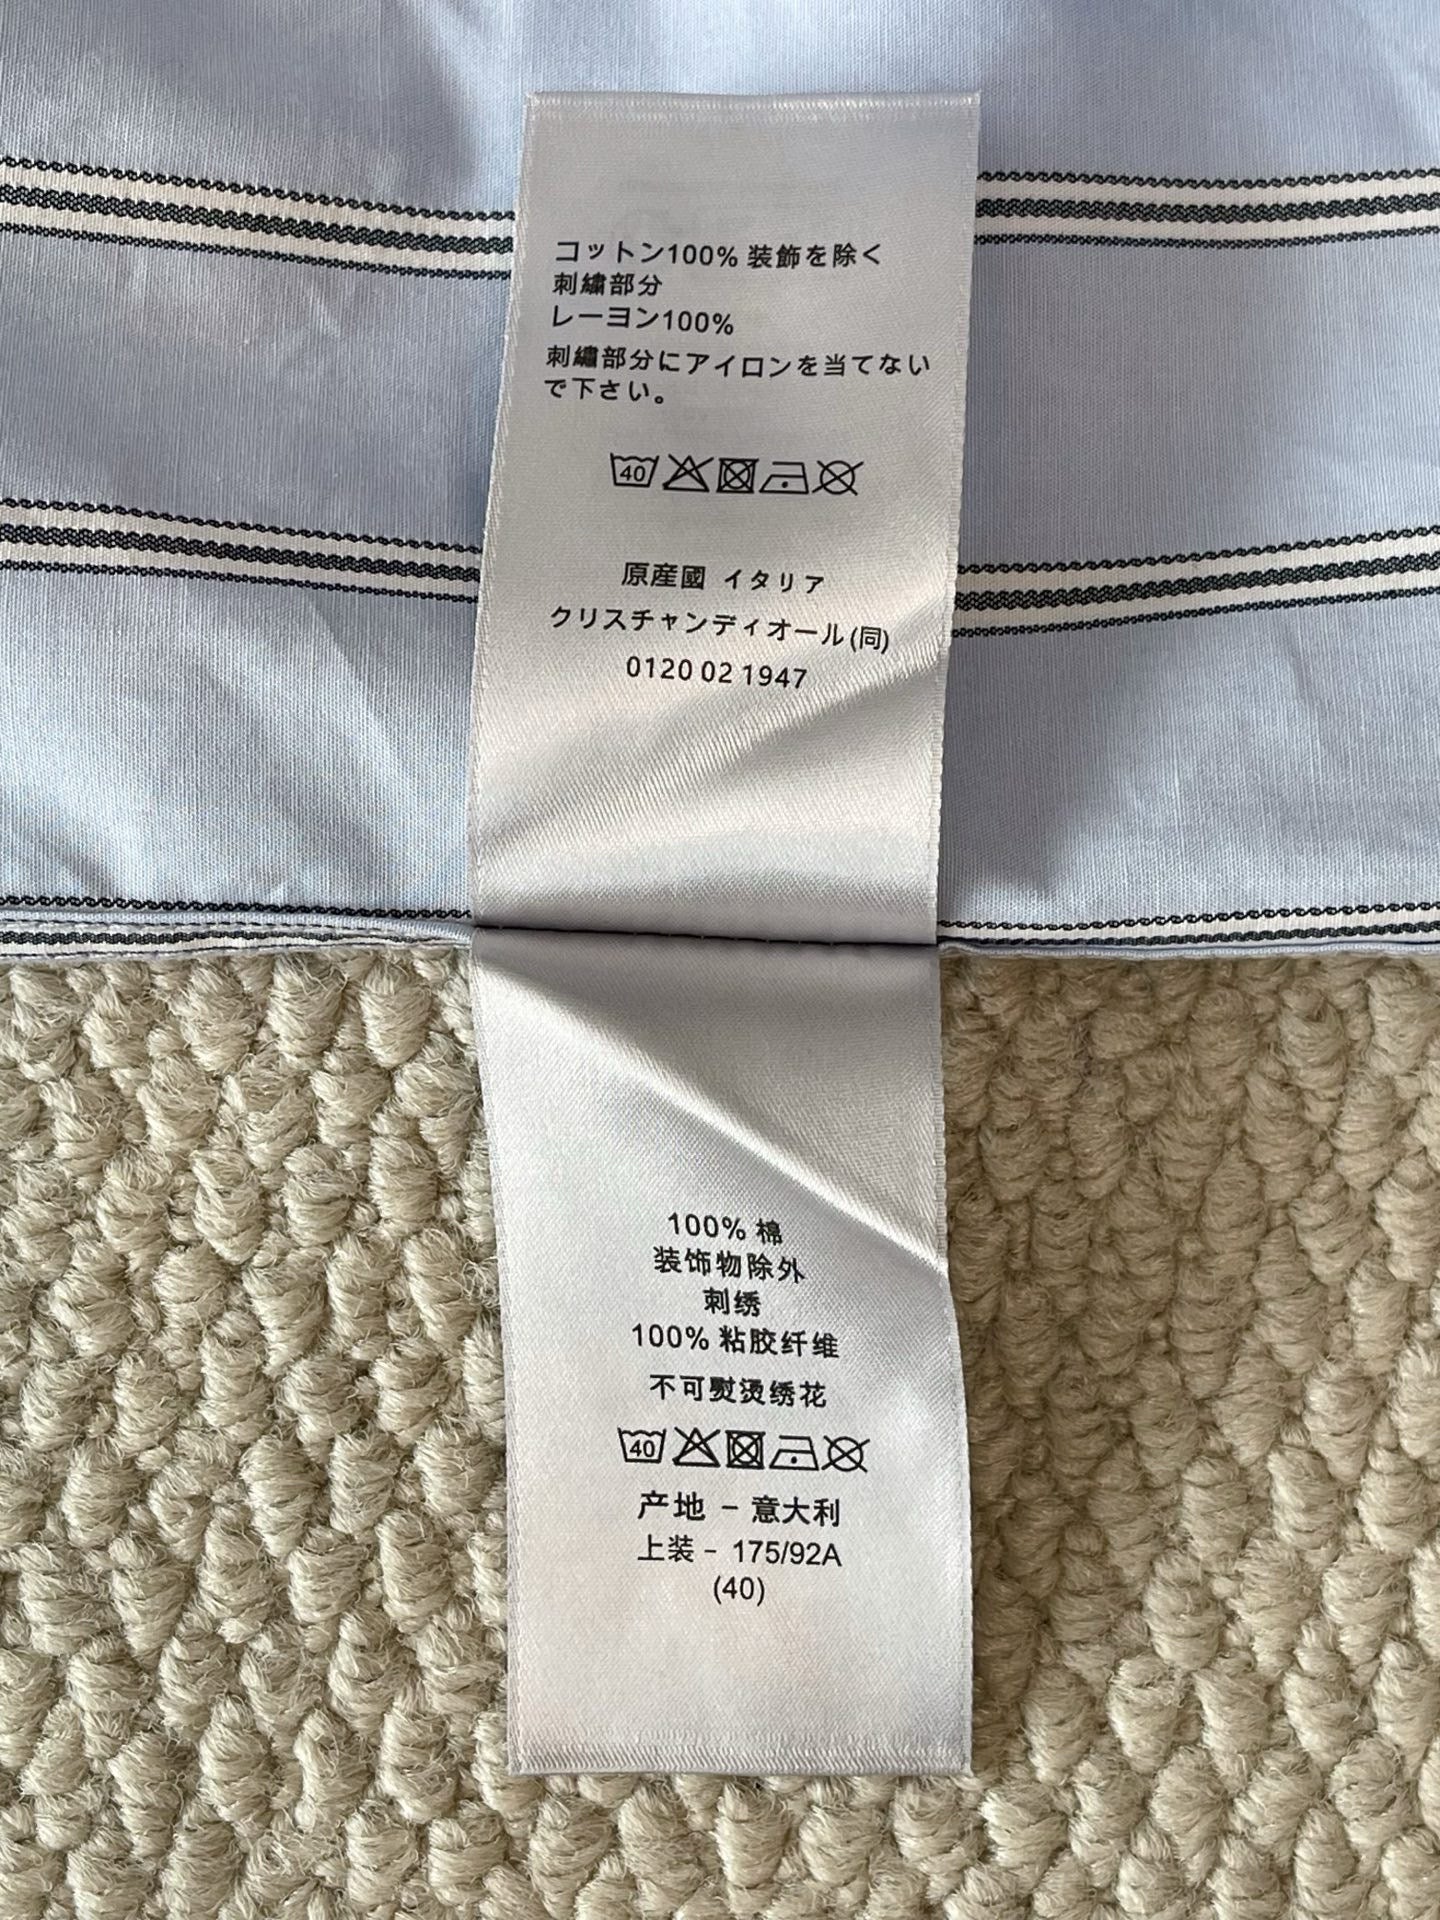 コットン100% 装飾を除く
刺繍部分
レーヨン100%
刺繍部分にアイロンを当てない
で下さい。
40
原産國 イタリア
クリスチャンディオール(同)
0120 02 1947
100% 棉
装饰物除外
刺绣
100% 粘胶纤维
不可熨烫绣花
40
产地 - 意大利
上装 - 175/92A
(40)